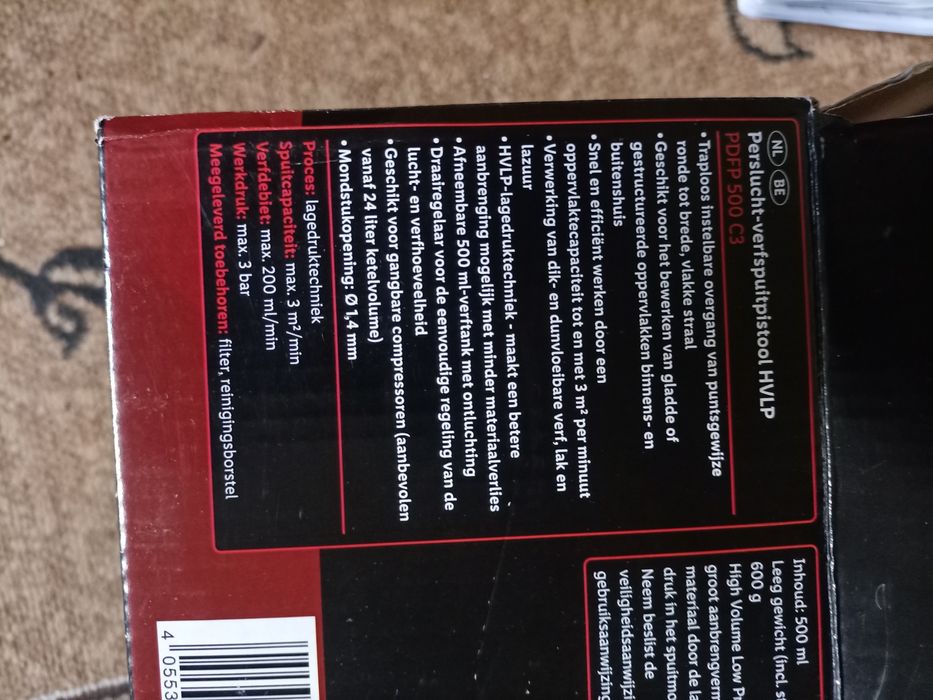 NL BE
Perslucht-verfspuitpistool HVLP
PDFP 500 C3
• Traploos instelbare overgang van puntsgewijze
ronde tot brede, vlakke straal
• Geschikt voor het bewerken van gladde of
gestructureerde oppervlakken binnens- en
buitenshuis
• Snel en efficiënt werken door een
oppervlaktecapaciteit tot en met 3 m² per minuut
• Verwerking van dik- en dunvloeibare verf, lak en
lazuur
• HVLP-lagedruktechniek - maakt een betere
aanbrenging mogelijk met minder materiaalverlies
• Afneembare 500 ml-verftank met ontluchting
• Draairegelaar voor de eenvoudige regeling van de
lucht- en verfhoeveelheid
• Geschikt voor gangbare compressoren (aanbevolen
vanaf 24 liter ketelvolume)
• Mondstukopening: Ø 1,4 mm
Proces: lagedruktechniek
Spuitcapaciteit: max. 3 m²/min
Verfdebiet: max. 200 ml/min
Werkdruk: max. 3 bar
Meegeleverd toebehoren: filter, reinigingsborstel
Inhoud: 500 ml
Leeg gewicht (incl.
600 g
High Volume Low
groot
materiaal door de
druk in het
Neem beslist de
4 0553